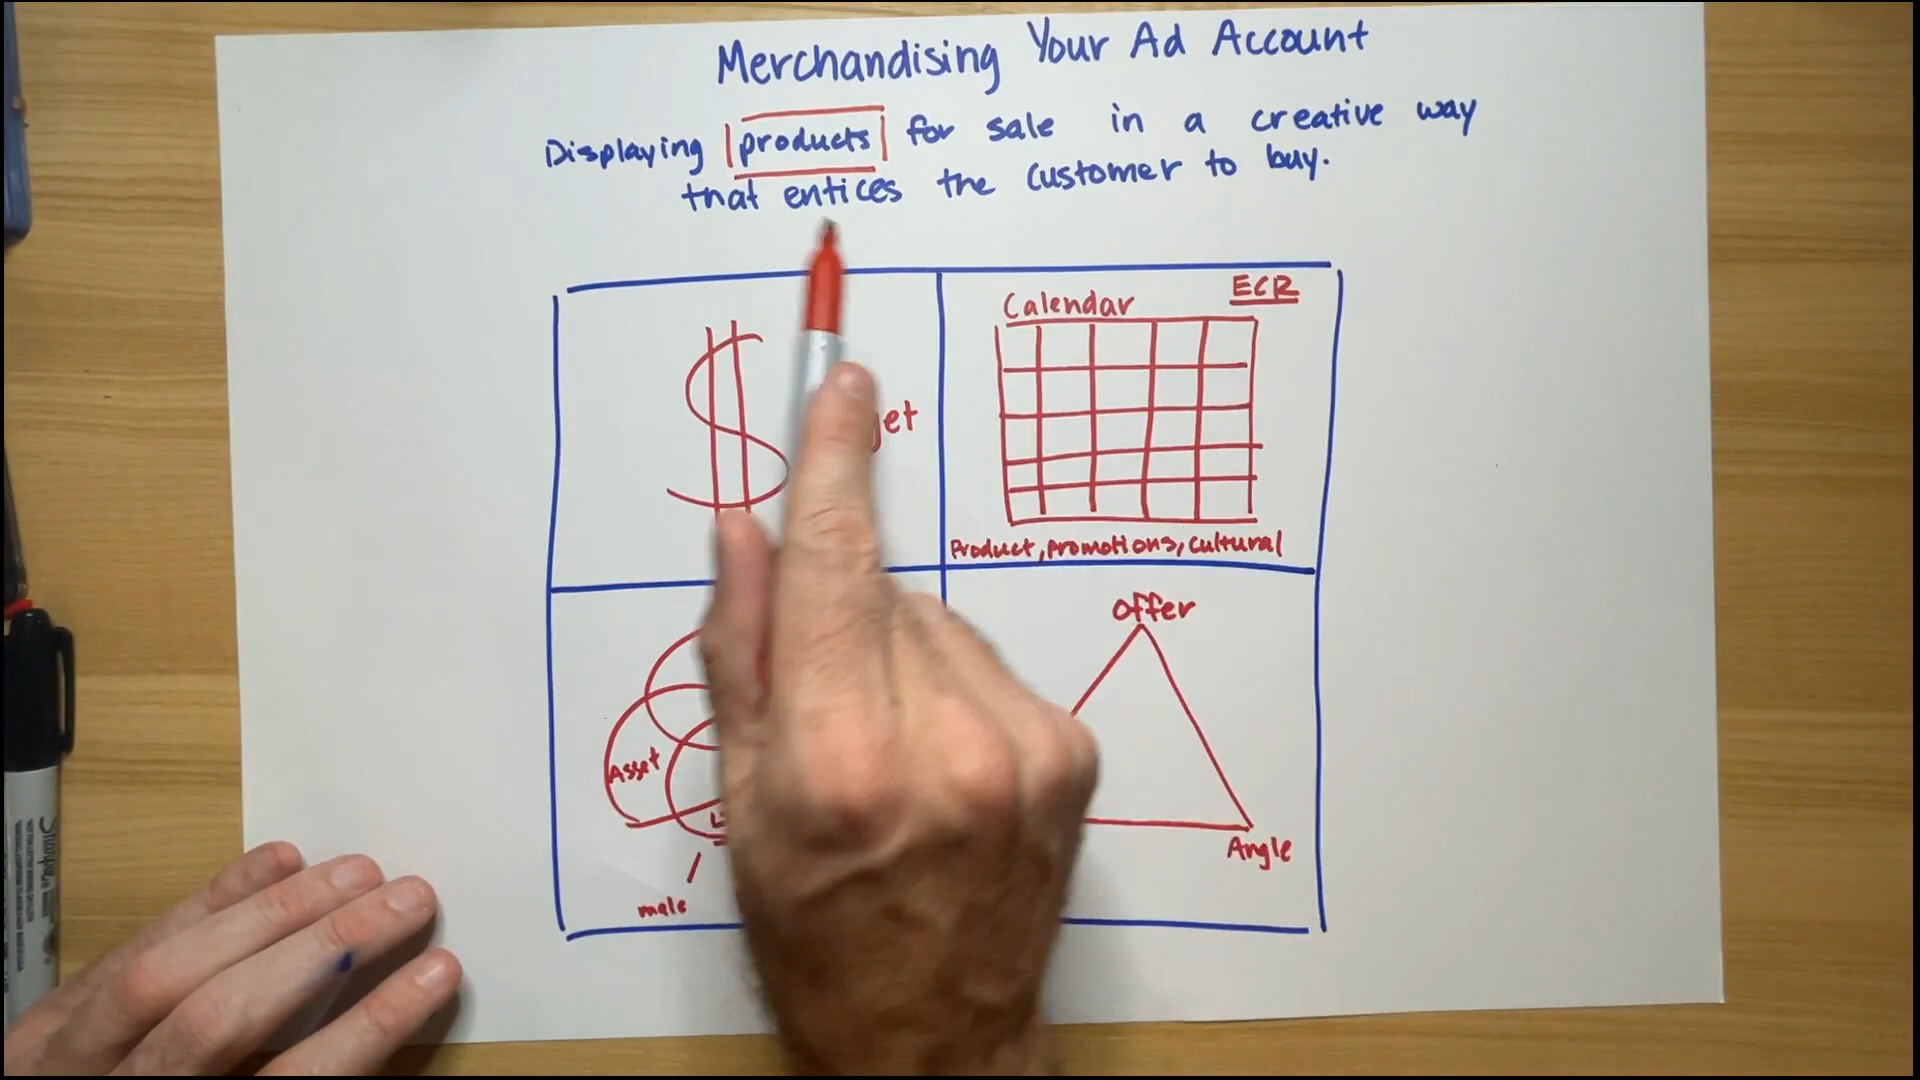 Merchandising Your Ad Account
Displaying products for sale in a creative way
that entices the customer to buy.
Calendar
ECR
Product, promotions, cultural
Offer
Asset
Angle
male